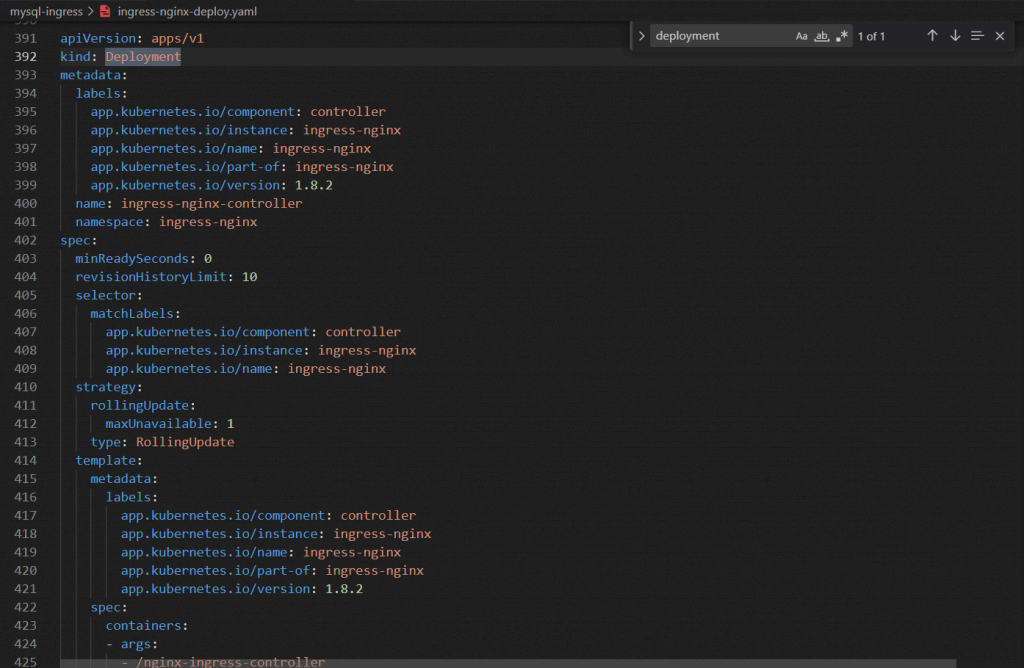 mysql-ingress > ingress-nginx-deploy.yaml
deployment Aa ab .* 1 of 1
390
391 apiVersion: apps/v1
392 kind: Deployment
393 metadata:
394 labels:
395 app.kubernetes.io/component: controller
396 app.kubernetes.io/instance: ingress-nginx
397 app.kubernetes.io/name: ingress-nginx
398 app.kubernetes.io/part-of: ingress-nginx
399 app.kubernetes.io/version: 1.8.2
400 name: ingress-nginx-controller
401 namespace: ingress-nginx
402 spec:
403 minReadySeconds: 0
404 revisionHistoryLimit: 10
405 selector:
406 matchLabels:
407 app.kubernetes.io/component: controller
408 app.kubernetes.io/instance: ingress-nginx
409 app.kubernetes.io/name: ingress-nginx
410 strategy:
411 rollingUpdate:
412 maxUnavailable: 1
413 type: RollingUpdate
414 template:
415 metadata:
416 labels:
417 app.kubernetes.io/component: controller
418 app.kubernetes.io/instance: ingress-nginx
419 app.kubernetes.io/name: ingress-nginx
420 app.kubernetes.io/part-of: ingress-nginx
421 app.kubernetes.io/version: 1.8.2
422 spec:
423 containers:
424 - args:
425 - /nginx-ingress-controller